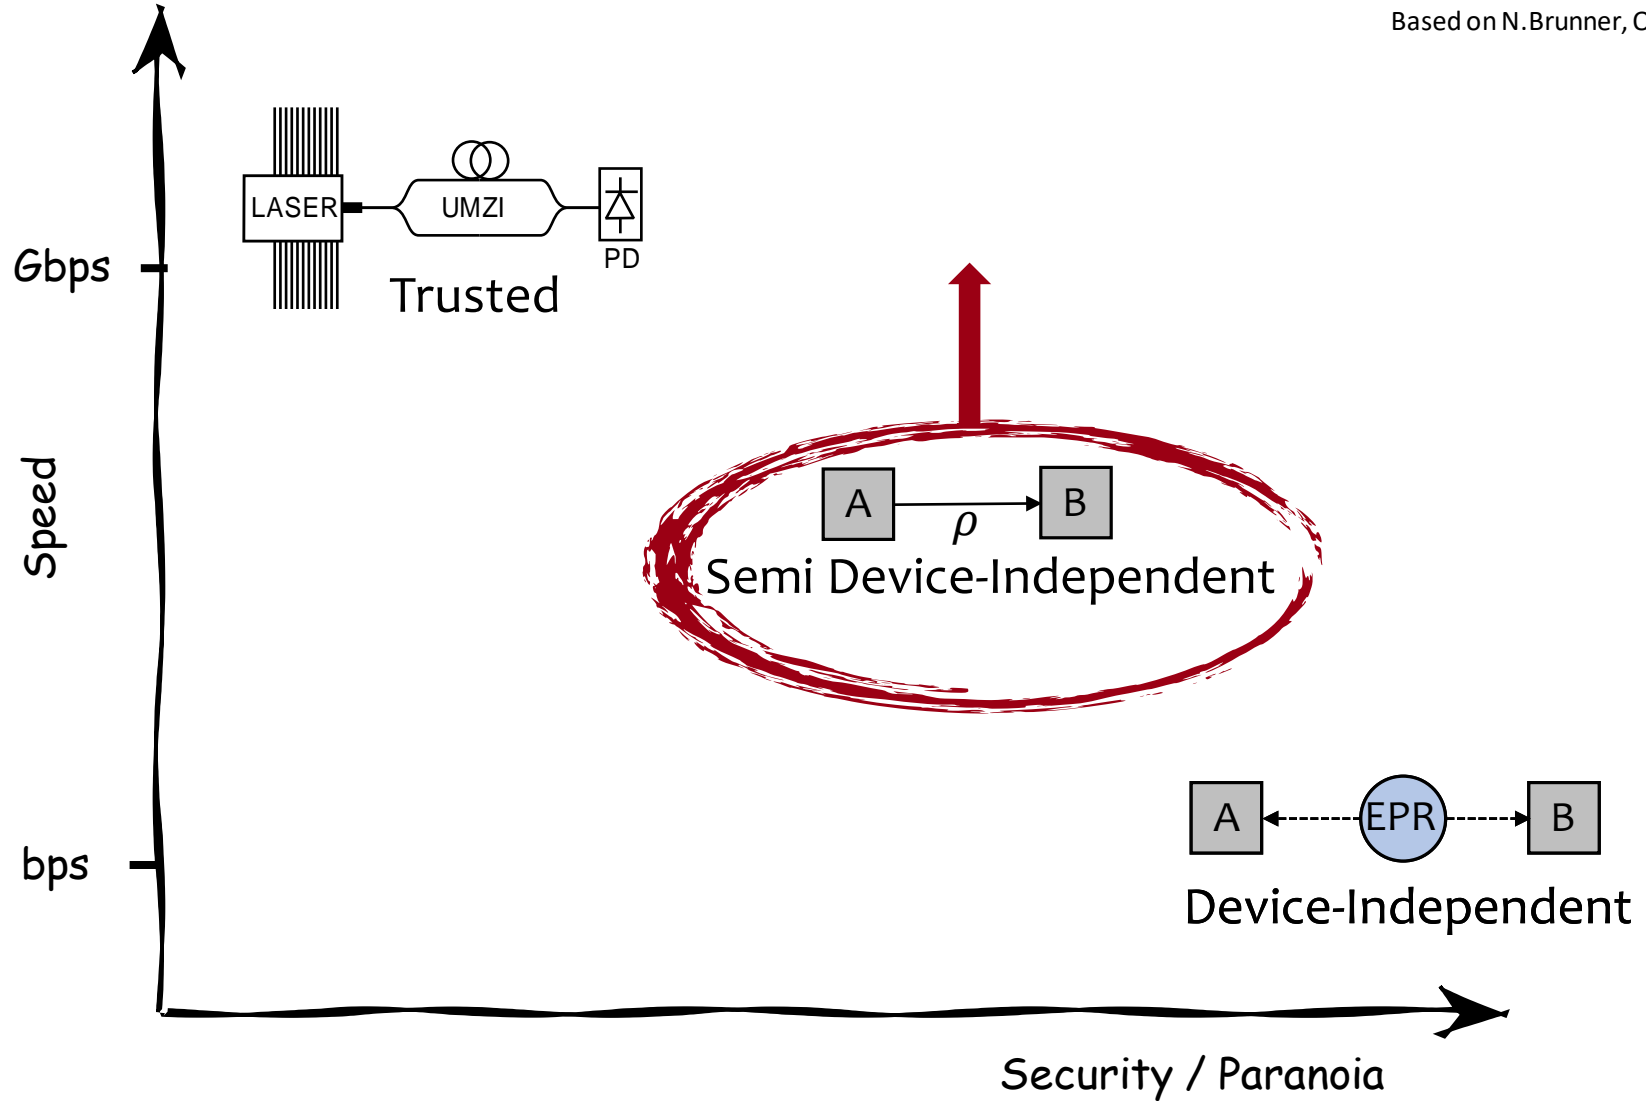 Based on N.Brunner,
LASER
UMZI
PD
Trusted
Gbps
Speed
A
ρ
B
Semi Device-Independent
bps
A
EPR
B
Device-Independent
Security / Paranoia